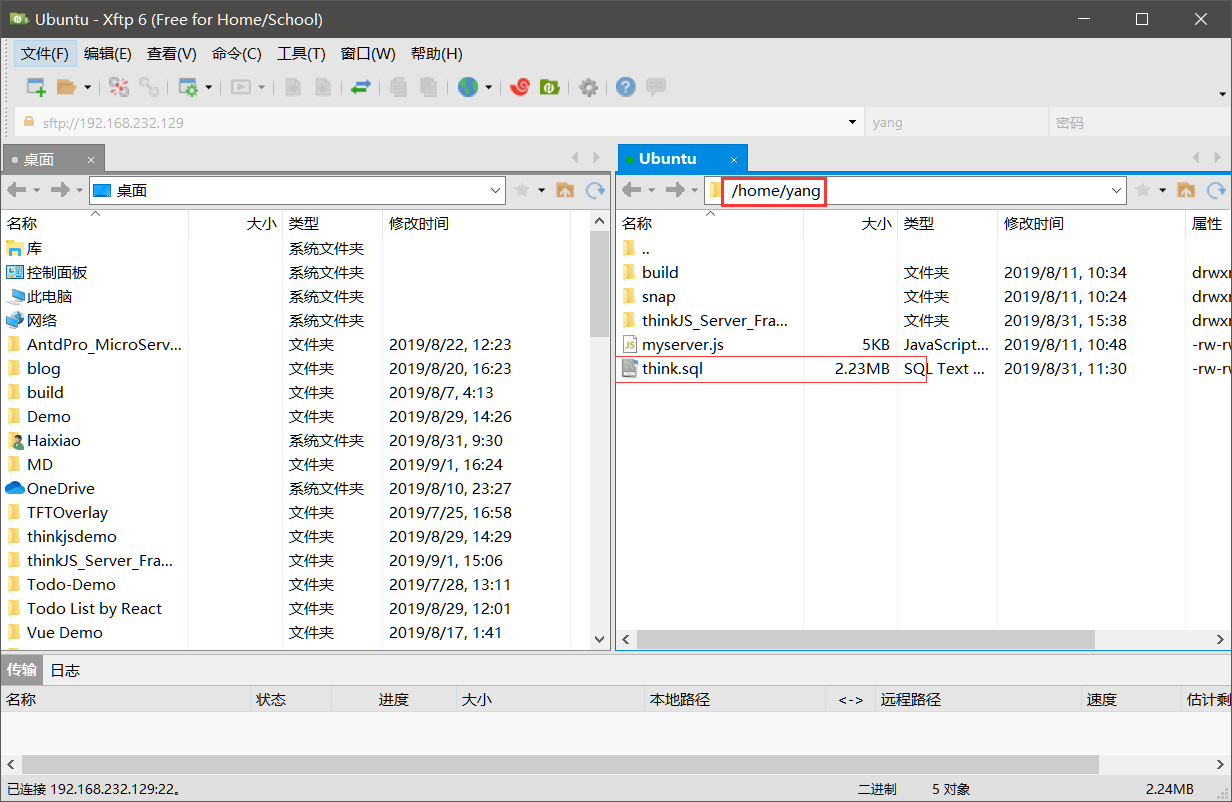 Ubuntu - Xftp 6 (Free for Home/School)
文件(F) 编辑(E) 查看(V) 命令(C) 工具(T) 窗口(W) 帮助(H)
sftp://192.168.232.129 yang 密码
桌面 × Ubuntu ×
桌面 /home/yang
名称 大小 类型 修改时间
库 系统文件夹
控制面板 系统文件夹
此电脑 系统文件夹
网络 系统文件夹
AntdPro_MicroServ... 文件夹 2019/8/22, 12:23
blog 文件夹 2019/8/20, 16:23
build 文件夹 2019/8/7, 4:13
Demo 文件夹 2019/8/29, 14:26
Haixiao 系统文件夹 2019/8/31, 9:30
MD 文件夹 2019/9/1, 16:24
OneDrive 系统文件夹 2019/8/10, 23:27
TFTOverlay 文件夹 2019/7/25, 16:58
thinkjsdemo 文件夹 2019/8/29, 14:29
thinkJS_Server_Fra... 文件夹 2019/9/1, 15:06
Todo-Demo 文件夹 2019/7/28, 13:11
Todo List by React 文件夹 2019/8/29, 12:01
Vue Demo 文件夹 2019/8/17, 1:41
名称 大小 类型 修改时间 属性
..
build 文件夹 2019/8/11, 10:34 drwxr
snap 文件夹 2019/8/11, 10:24 drwxr
thinkJS_Server_Fra... 文件夹 2019/8/31, 15:38 drwxr
myserver.js 5KB JavaScript... 2019/8/11, 10:48 -rw-rw
think.sql 2.23MB SQL Text ... 2019/8/31, 11:30 -rw-rw
传输 日志
名称 状态 进度 大小 本地路径 <-> 远程路径 速度 估计剩
已连接 192.168.232.129:22。 二进制 5 对象 2.24MB